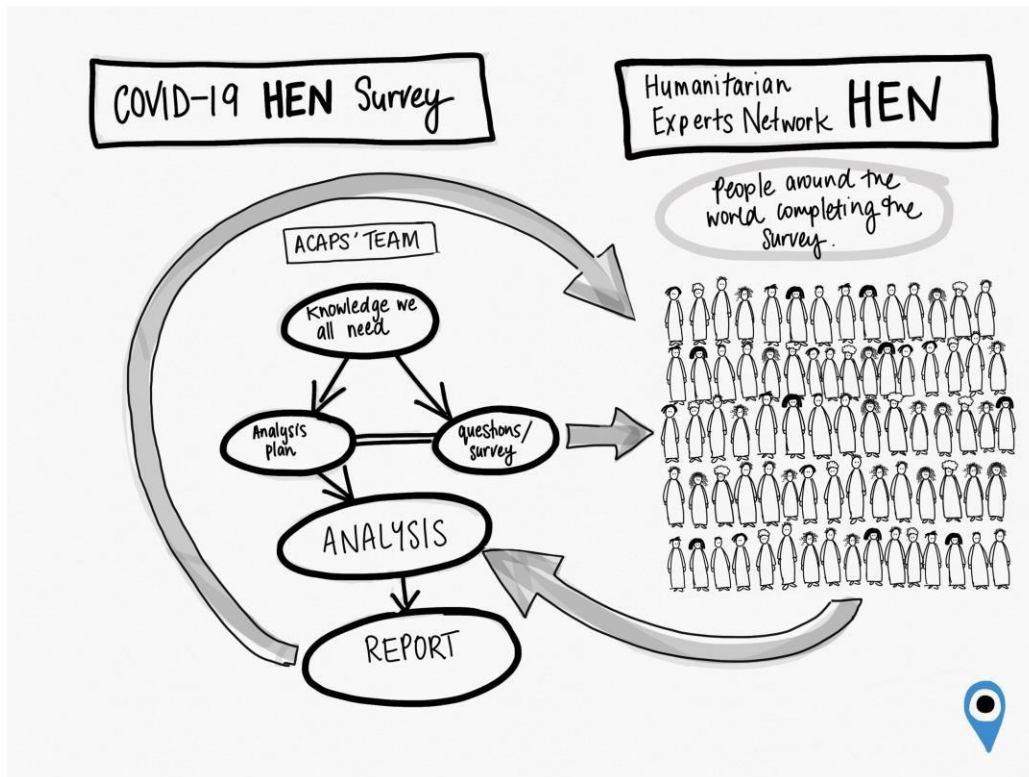 COVID-19 HEN Survey
Humanitarian
Experts Network HEN
People around the
world completing the
survey.
ACAPS' TEAM
Knowledge we
all need
Analysis
plan
questions/
survey
ANALYSIS
REPORT